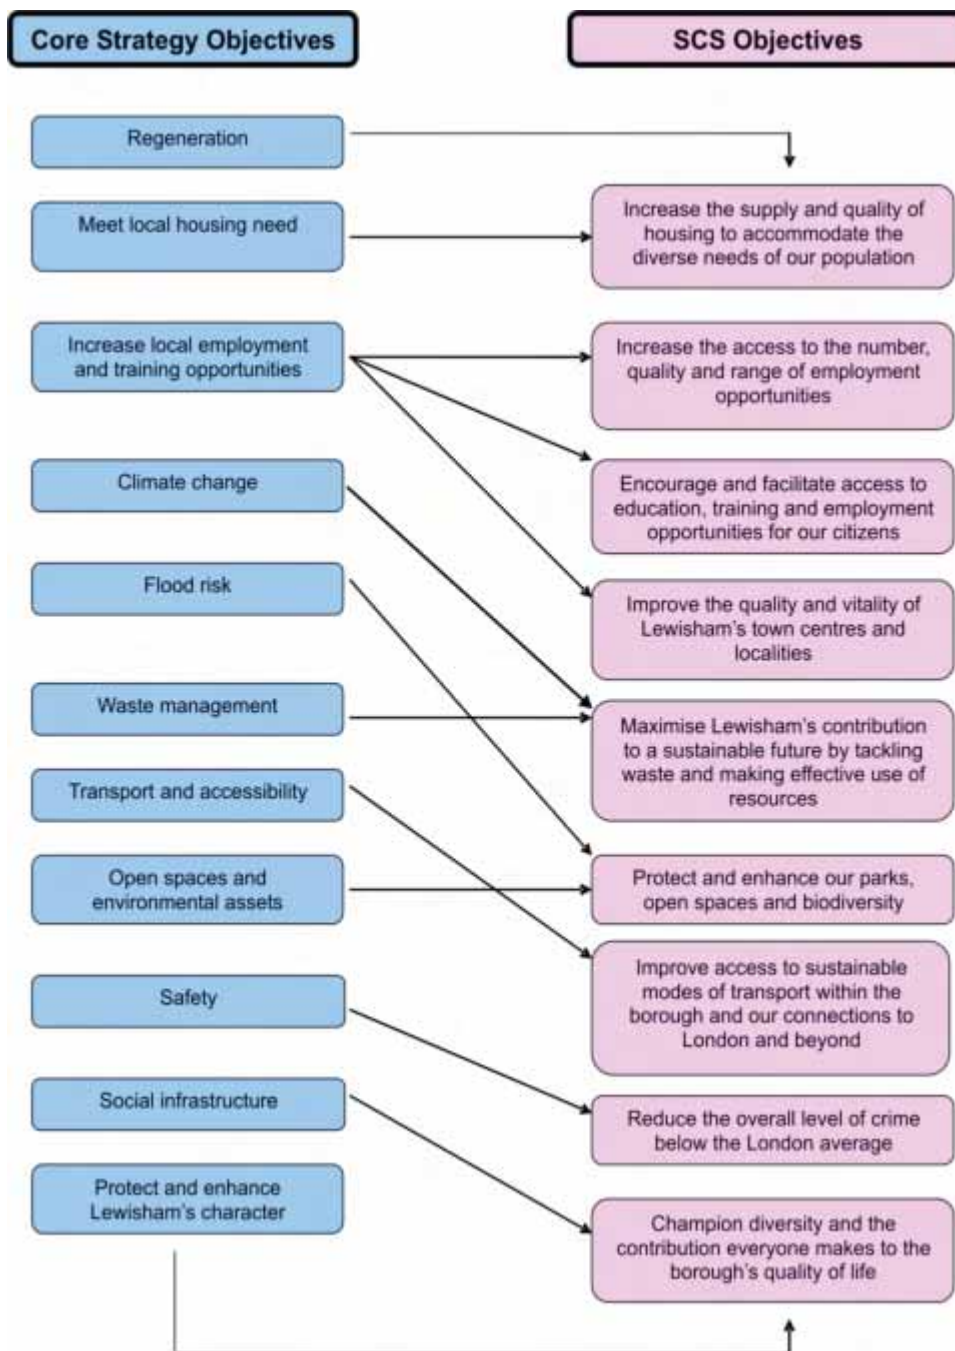 Core Strategy Objectives
SCS Objectives
Regeneration
Meet local housing need
Increase the supply and quality of
housing to accommodate the
diverse needs of our population
Increase local employment
and training opportunities
Increase the access to the number,
quality and range of employment
opportunities
Climate change
Encourage and facilitate access to
education, training and employment
opportunities for our citizens
Flood risk
Improve the quality and vitality of
Lewisham's town centres and
localities
Waste management
Maximise Lewisham's contribution
to a sustainable future by tackling
waste and making effective use of
resources
Transport and accessibility
Open spaces and
environmental assets
Protect and enhance our parks,
open spaces and biodiversity
Safety
Improve access to sustainable
modes of transport within the
borough and our connections to
London and beyond
Social infrastructure
Reduce the overall level of crime
below the London average
Protect and enhance
Lewisham's character
Champion diversity and the
contribution everyone makes to the
borough's quality of life